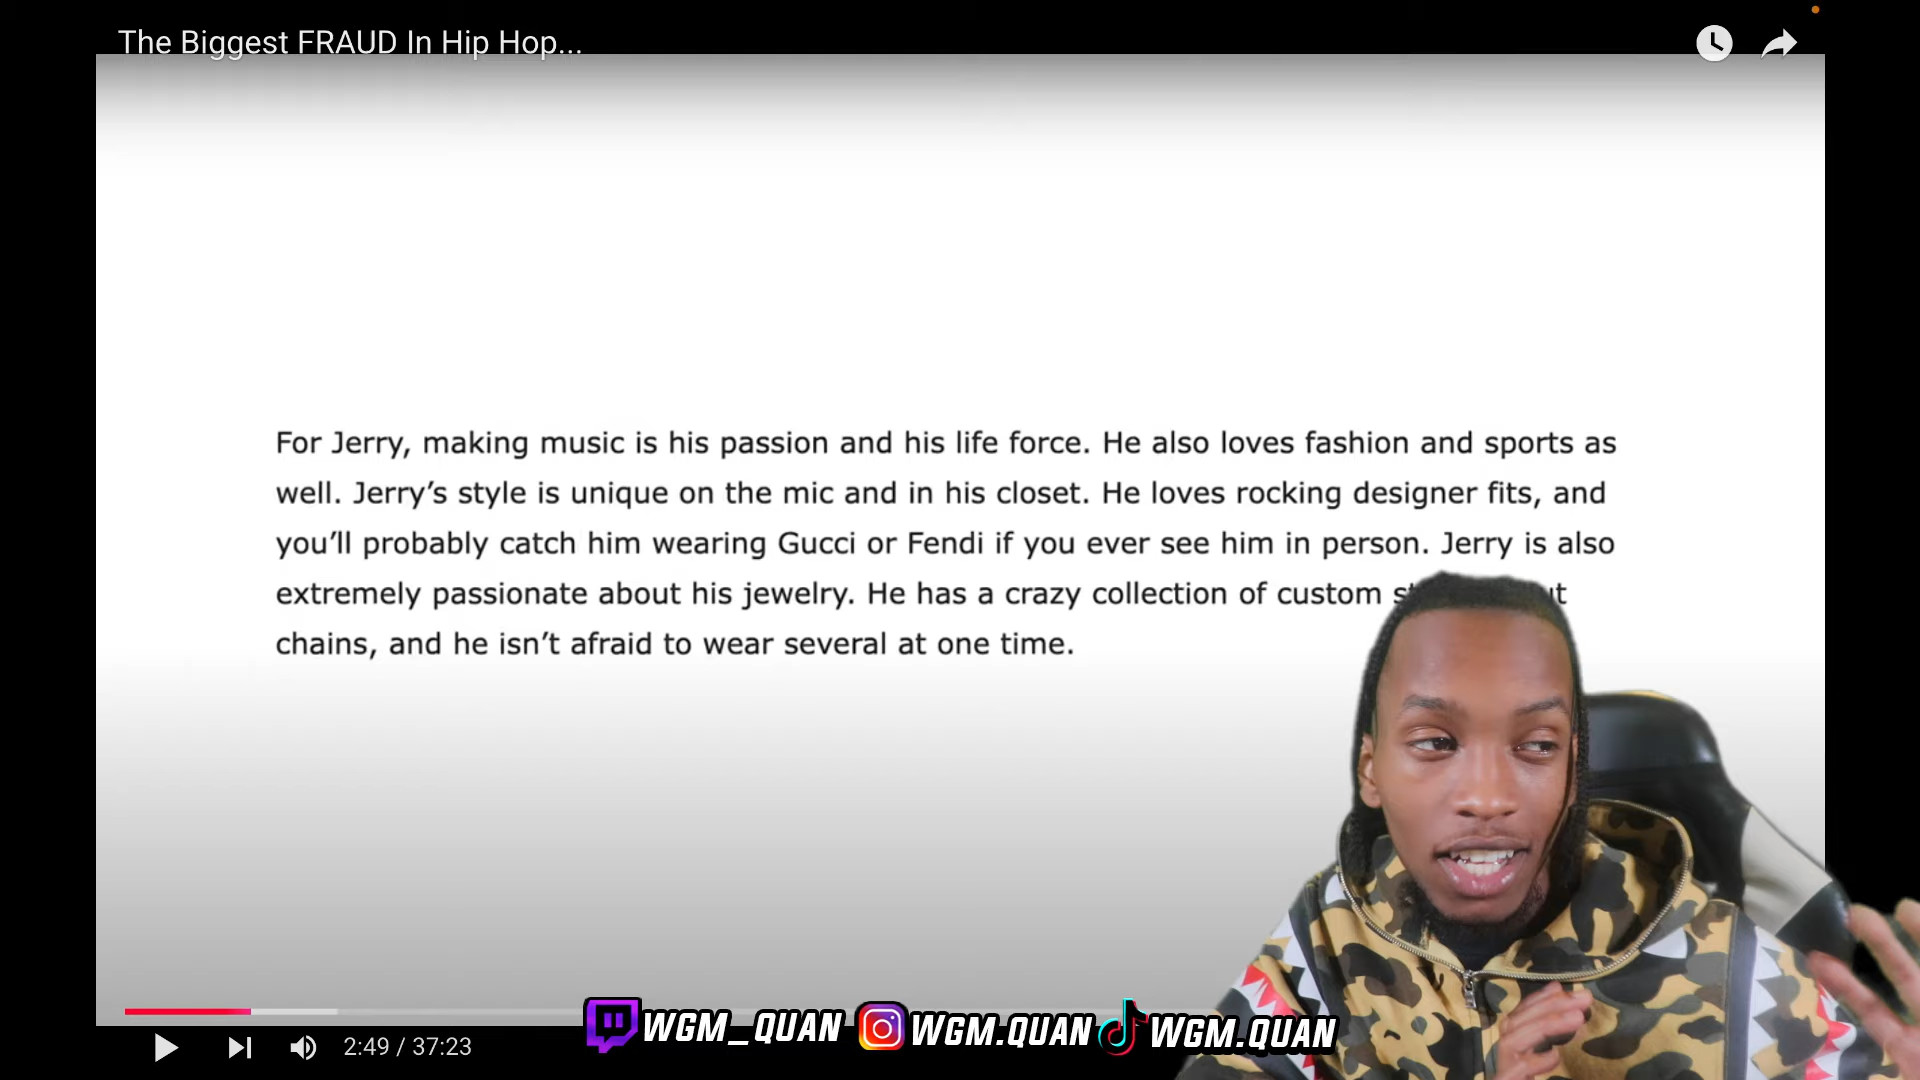 The Biggest FRAUD In Hip Hop...
For Jerry, making music is his passion and his life force. He also loves fashion and sports as
well. Jerry’s style is unique on the mic and in his closet. He loves rocking designer fits, and
you’ll probably catch him wearing Gucci or Fendi if you ever see him in person. Jerry is also
extremely passionate about his jewelry. He has a crazy collection of custom
chains, and he isn’t afraid to wear several at one time.
2:49 / 37:23
WGM_QUAN WGM.QUAN WGM.QUAN